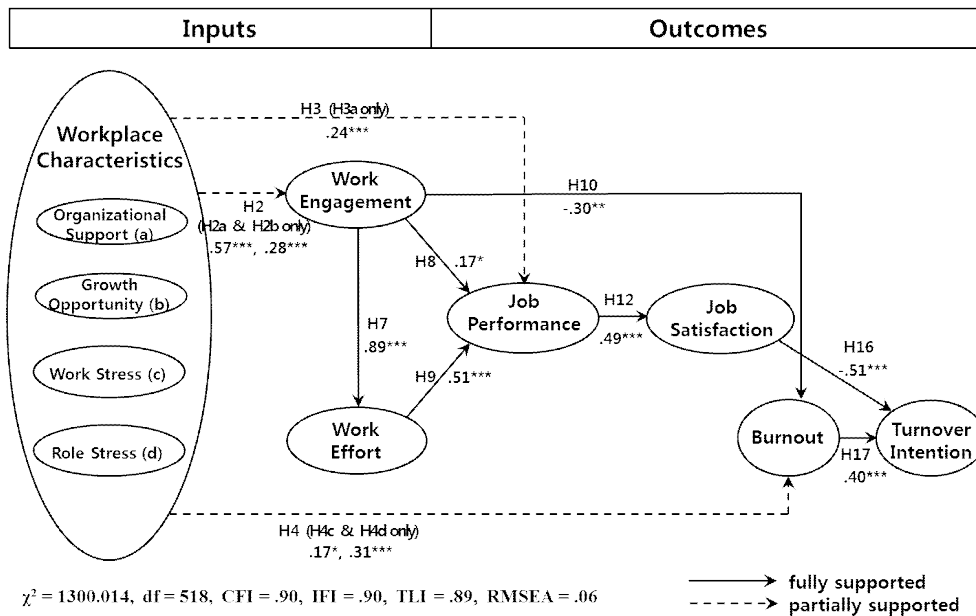 Inputs
Outcomes
H3 (H3a only)
.24***
Workplace
Characteristics
Work
Engagement
H10
-.30**
H2
(H2a & H2b only)
.57***, .28***
Organizational
Support (a)
H8
.17*
Growth
Opportunity (b)
Job
Performance
H12
.49***
Job
Satisfaction
H7
.89***
H16
-.51***
Work Stress (c)
H9
.51***
Work
Effort
Burnout
Turnover
Intention
H17
.40***
Role Stress (d)
H4 (H4c & H4d only)
.17*, .31***
χ² = 1300.014, df = 518, CFI = .90, IFI = .90, TLI = .89, RMSEA = .06
fully supported
partially supported